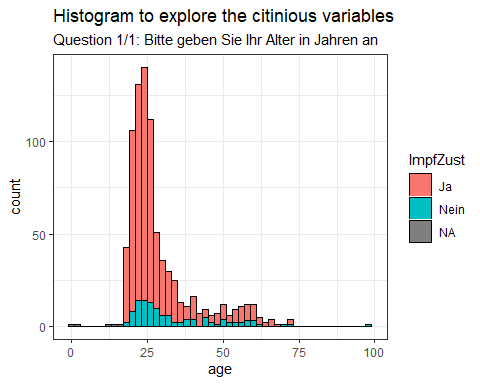 Histogram to explore the citinious variables
Question 1/1: Bitte geben Sie Ihr Alter in Jahren an
count
100
50
0
0 25 50 75 100
age
ImpfZust
Ja
Nein
NA